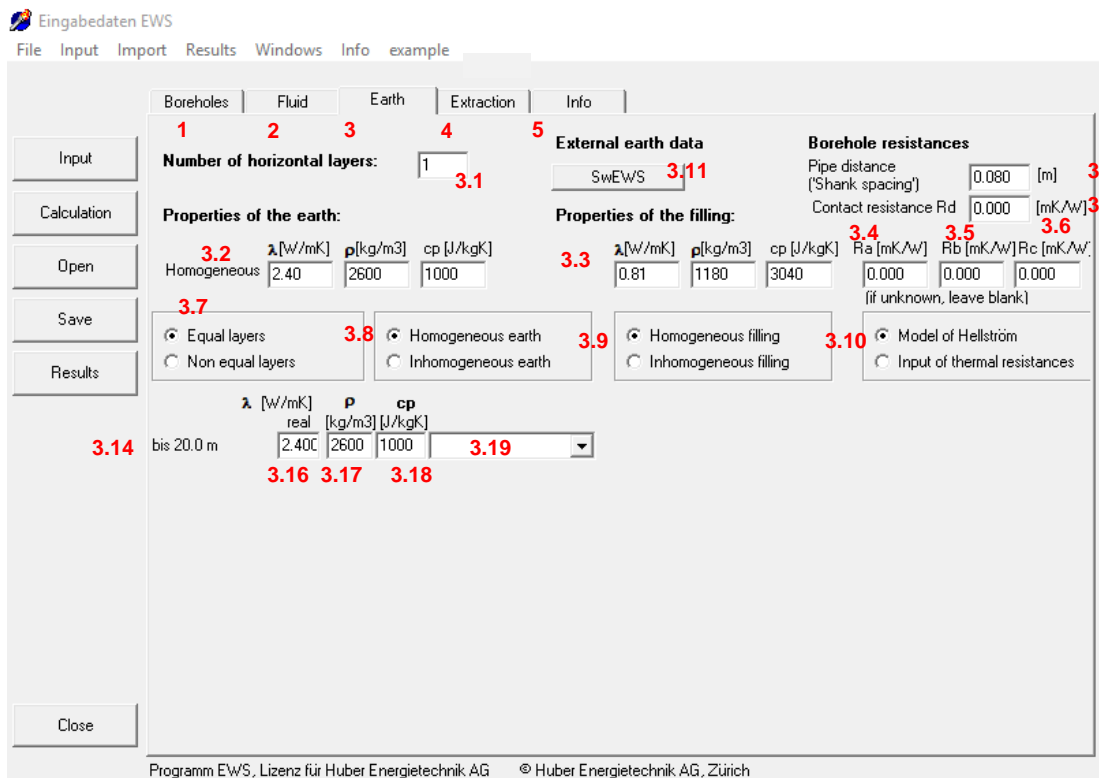 Eingabedaten EWS
File Input Import Results Windows Info example
Boreholes Fluid Earth Extraction Info
1 2 3 4 5
Input
Calculation
Open
Save
Results
Close
Number of horizontal layers: 1
3.1
External earth data
SwEWS 3.11
Borehole resistances
Pipe distance
('Shank spacing') 0.080 [m] 3
Contact resistance Rd 0.000 [mK/W] 3
Properties of the earth:
3.2 λ[W/mK] ρ[kg/m3] cp [J/kgK]
Homogeneous 2.40 2600 1000
Properties of the filling:
3.3 λ[W/mK] ρ[kg/m3] cp [J/kgK]
0.81 1180 3040
3.4 3.5 3.6
Ra [mK/W] Rb [mK/W] Rc [mK/W]
0.000 0.000 0.000
(if unknown, leave blank)
3.7
Equal layers
Non equal layers
3.8 Homogeneous earth
Inhomogeneous earth
3.9 Homogeneous filling
Inhomogeneous filling
3.10 Model of Hellström
Input of thermal resistances
λ [W/mK] ρ cp
real [kg/m3] [J/kgK]
3.14 bis 20.0 m 2.400 2600 1000 3.19
3.16 3.17 3.18
Programm EWS, Lizenz für Huber Energietechnik AG © Huber Energietechnik AG, Zürich